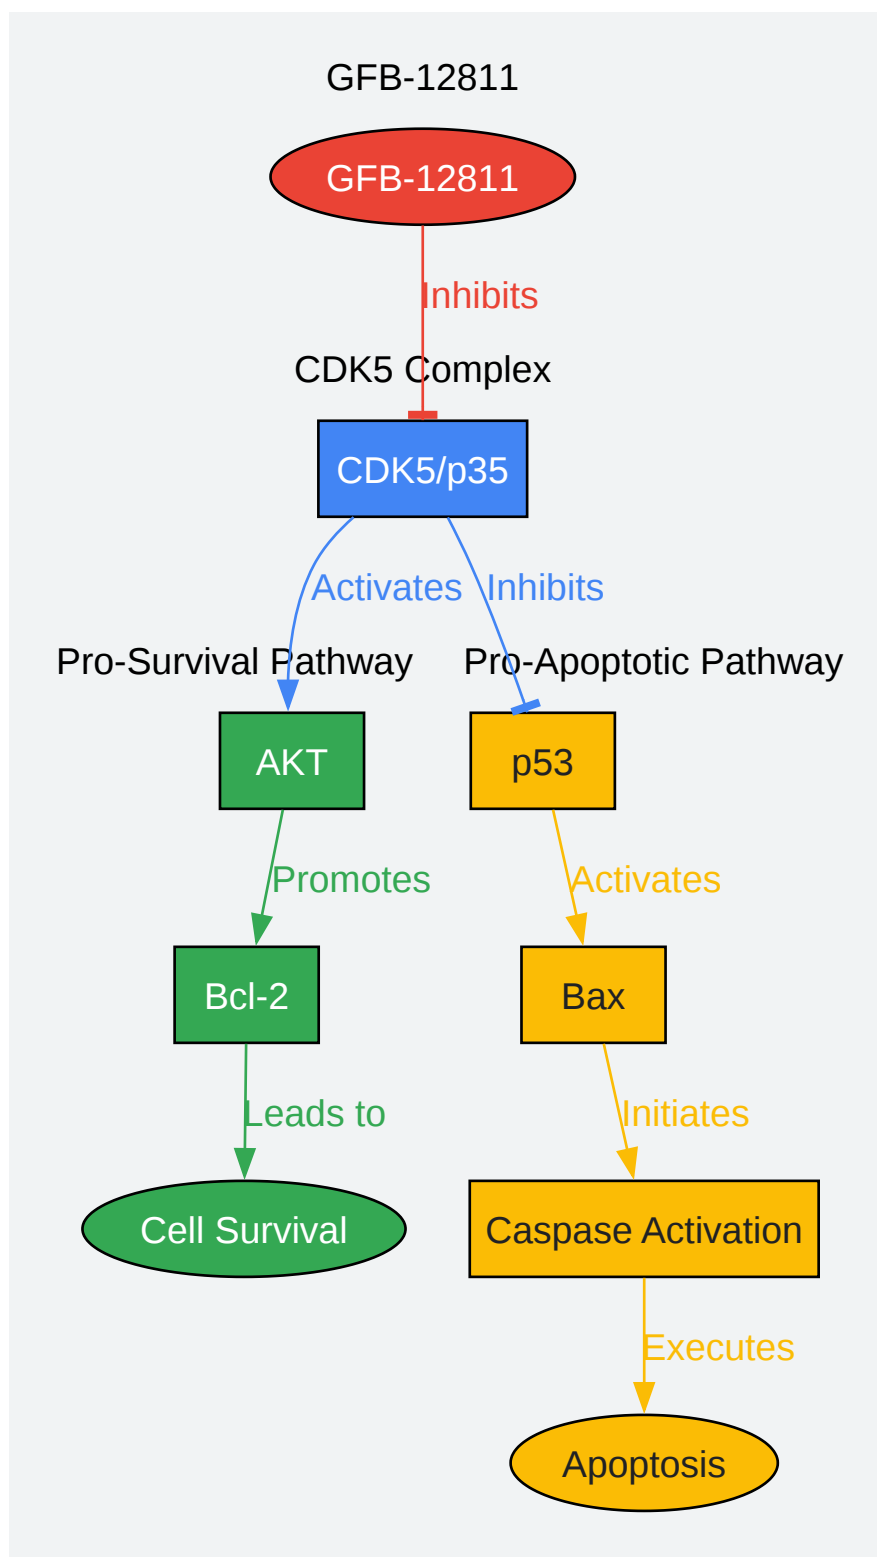 GFB-12811
GFB-12811
Inhibits
CDK5 Complex
CDK5/p35
Activates
Inhibits
Pro-Survival Pathway
Pro-Apoptotic Pathway
AKT
p53
Promotes
Activates
Bcl-2
Bax
Leads to
Initiates
Cell Survival
Caspase Activation
Executes
Apoptosis